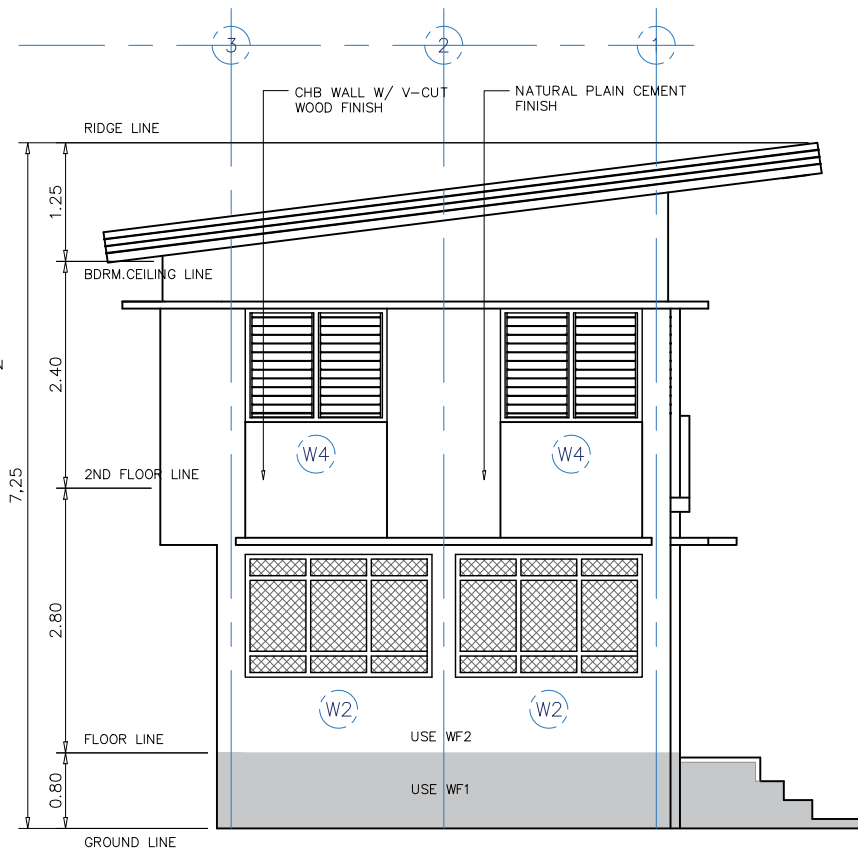 3
2
1
CHB WALL W/ V-CUT
WOOD FINISH
NATURAL PLAIN CEMENT
FINISH
RIDGE LINE
1.25
BDRM.CEILING LINE
2.40
W4
W4
2ND FLOOR LINE
7,25
2.80
W2
W2
FLOOR LINE
USE WF2
0.80
USE WF1
GROUND LINE